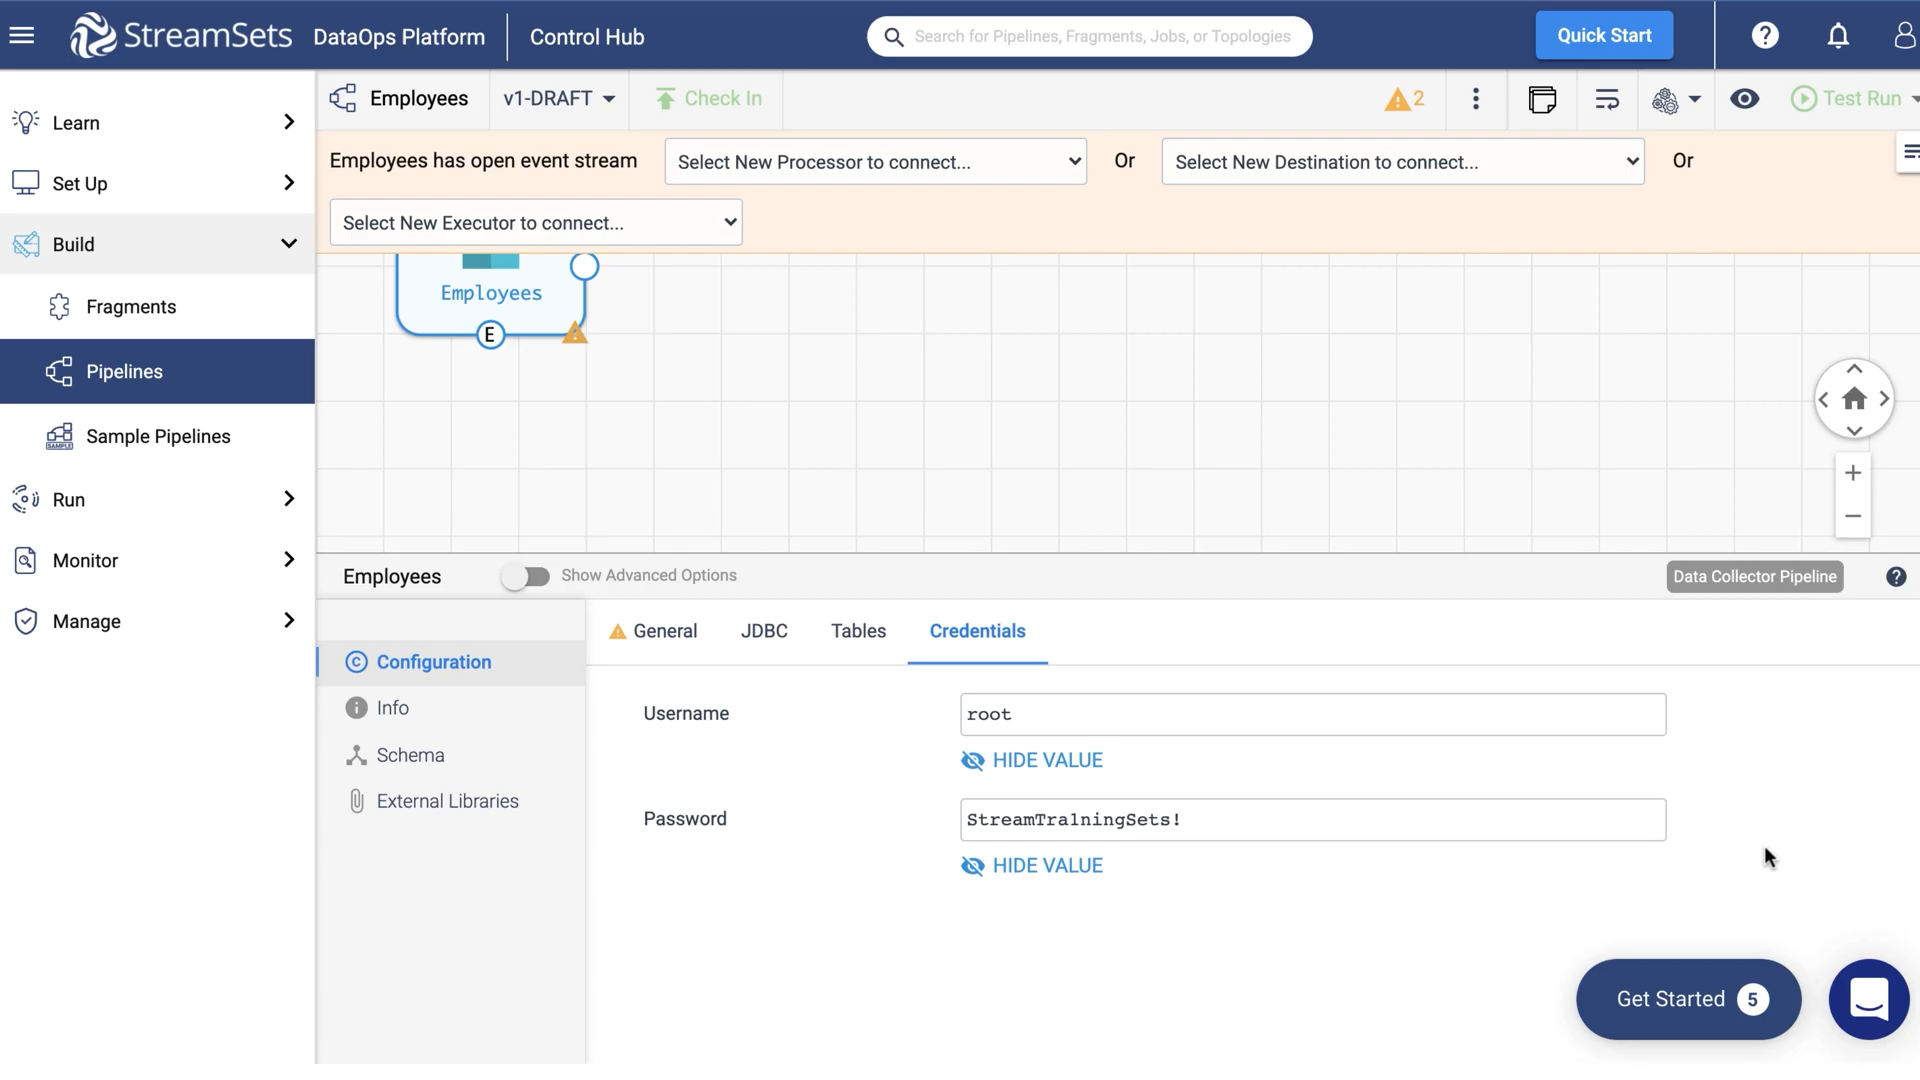 StreamSets DataOps Platform Control Hub
Search for Pipelines, Fragments, Jobs, or Topologies
Quick Start
?
Learn
Set Up
Build
Fragments
Pipelines
SAMPLE
Sample Pipelines
Run
Monitor
Manage
Employees
v1-DRAFT
Check In
2
Test Run
Employees has open event stream
Select New Processor to connect...
Or
Select New Destination to connect...
Or
Select New Executor to connect...
Employees
E
Employees
Show Advanced Options
Data Collector Pipeline
?
C Configuration
i Info
Schema
External Libraries
General
JDBC
Tables
Credentials
Username
root
HIDE VALUE
Password
StreamTra1ningSets!
HIDE VALUE
Get Started 5